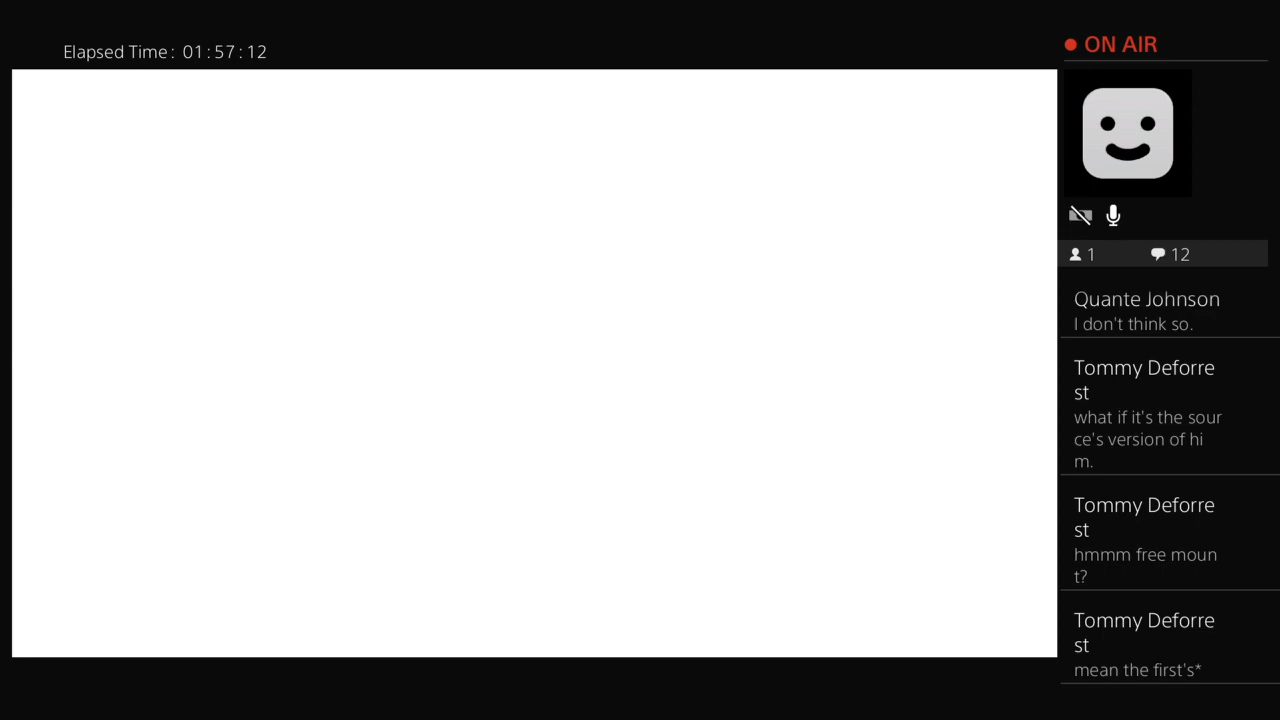 Elapsed Time: 01:57:12
ON AIR
1 12
Quante Johnson
I don't think so.
Tommy Deforre
st
what if it's the sour
ce's version of hi
m.
Tommy Deforre
st
hmmm free moun
t?
Tommy Deforre
st
mean the first's*